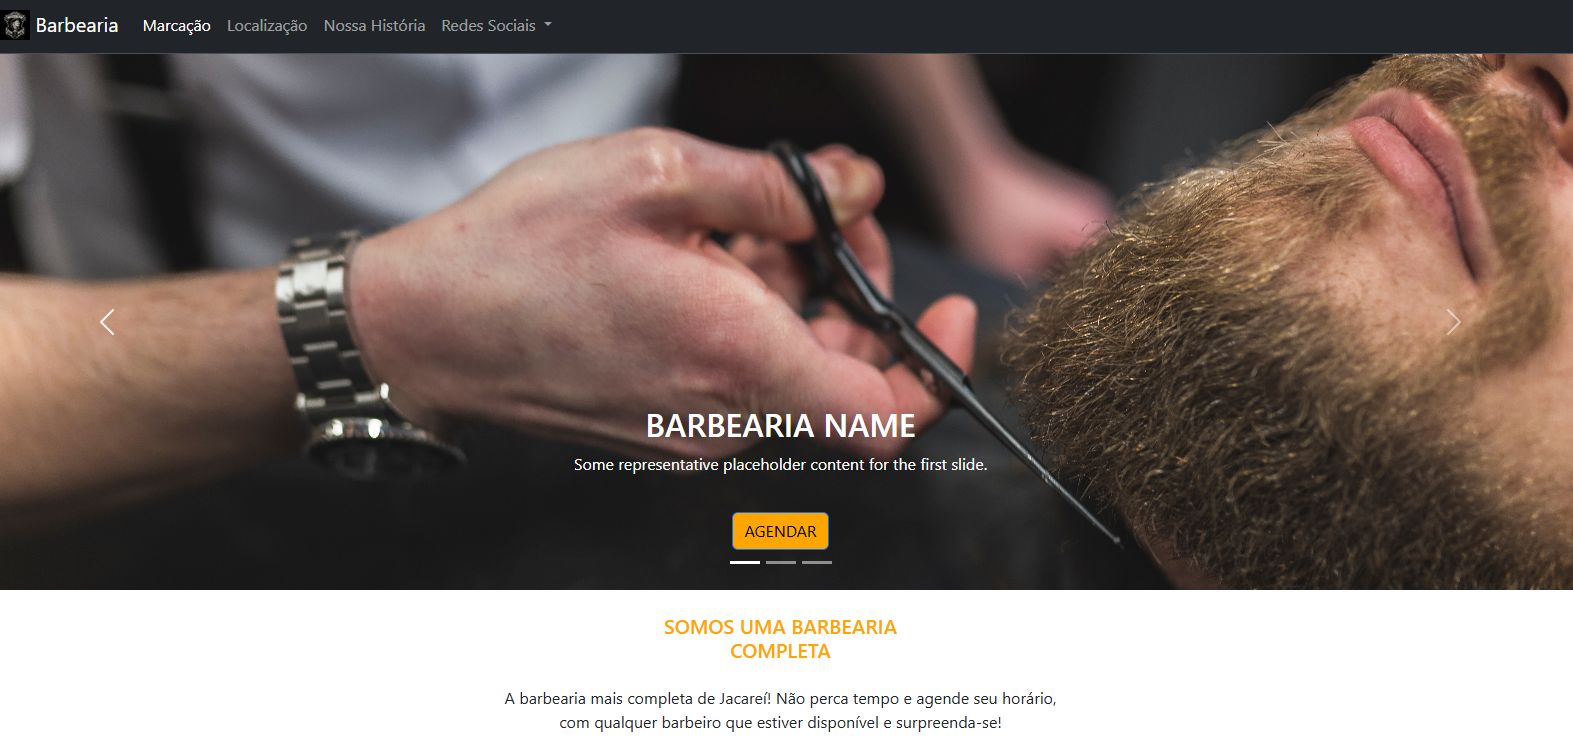 Barbearia Marcação Localização Nossa História Redes Sociais
BARBEARIA NAME
Some representative placeholder content for the first slide.
AGENDAR
SOMOS UMA BARBEARIA
COMPLETA
A barbearia mais completa de Jacareí! Não perca tempo e agende seu horário,
com qualquer barbeiro que estiver disponível e surpreenda-se!